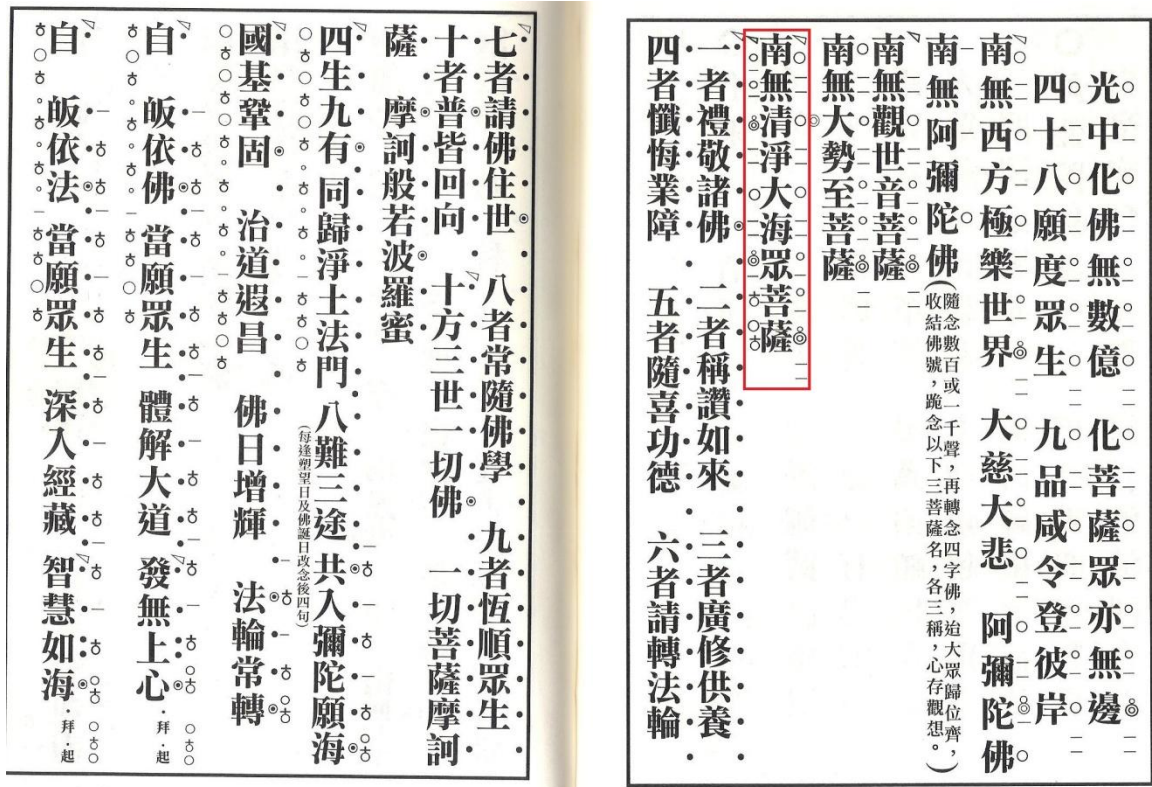 光中化佛無數億 化菩薩眾亦無邊
四十八願度眾生 九品咸令登彼岸
南無西方極樂世界 大慈大悲 阿彌陀佛
南無阿彌陀佛(隨念數百或一千聲,再轉念四字佛,迨大眾歸位齊,收結佛號,跪念以下三菩薩名,各三稱,心存觀想。)
南無觀世音菩薩
南無大勢至菩薩
南無清淨大海眾菩薩
一者禮敬諸佛 二者稱讚如來 三者廣修供養
四者懺悔業障 五者隨喜功德 六者請轉法輪
七者請佛住世 八者常隨佛學 九者恆順眾生
十者普皆回向 十方三世一切佛 一切菩薩摩訶
薩 摩訶般若波羅蜜
四生九有 同歸淨土法門 八難三途 共入彌陀願海
(每逢塑望日及佛誕日改念後四句)
國基鞏固 治道遐昌 佛日增輝 法輪常轉
自 皈依佛 當願眾生 體解大道 發無上心 拜.起
自 皈依法 當願眾生 深入經藏 智慧如海 拜.起